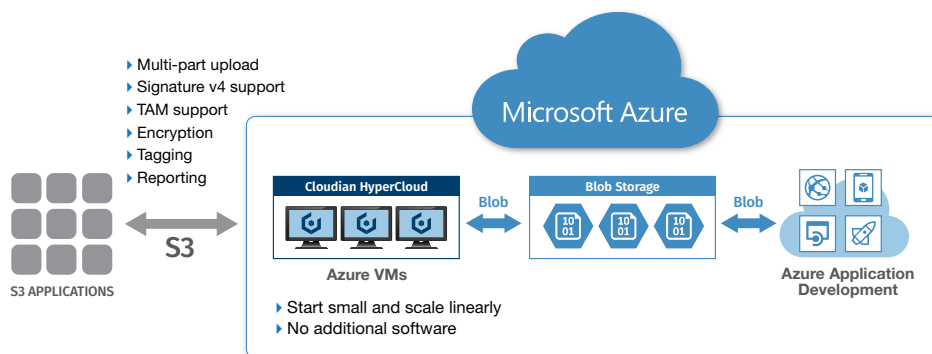 Multi-part upload
Signature v4 support
TAM support
Encryption
Tagging
Reporting
S3 APPLICATIONS
S3
Microsoft Azure
Cloudian HyperCloud
Azure VMs
Start small and scale linearly
No additional software
Blob
Blob Storage
10
01
10
01
10
01
Blob
Azure Application
Development